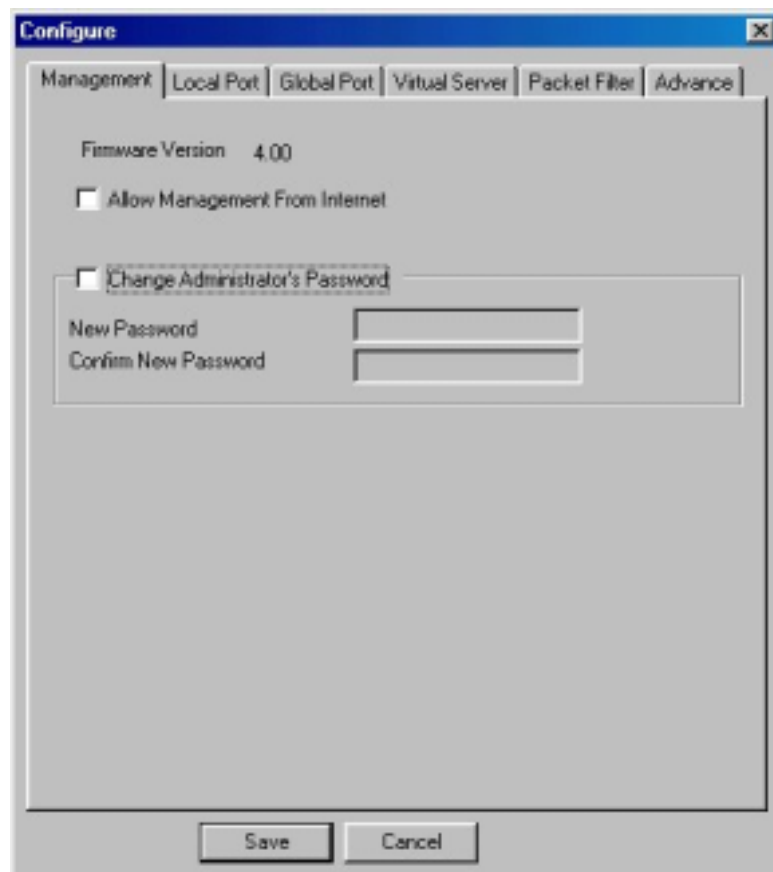 Configure
Management Local Port Global Port Virtual Server Packet Filter Advance
Firmware Version 4.00
Allow Management From Internet
Change Administrator's Password
New Password
Confirm New Password
Save Cancel